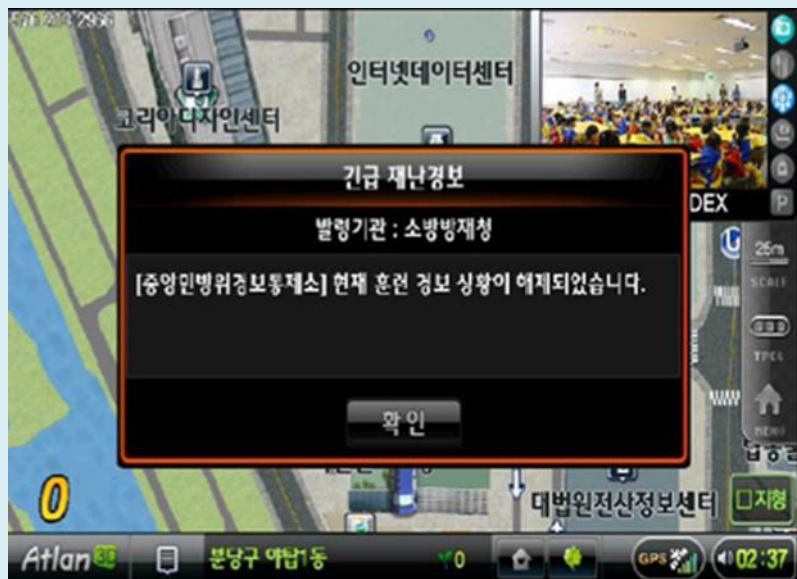 인터넷데이터센터
코리아디자인센터
긴급 재난경보
발령기관 : 소방방재청
[중앙민방위경보통제소] 현재 훈련 경보 상황이 해제되었습니다.
확인
DEX
P
25m
SCALE
TPEG
MENU
0
대법원전산정보센터
지형
Atlan 3D
분당구 야탑1동
0
GPS
02:37